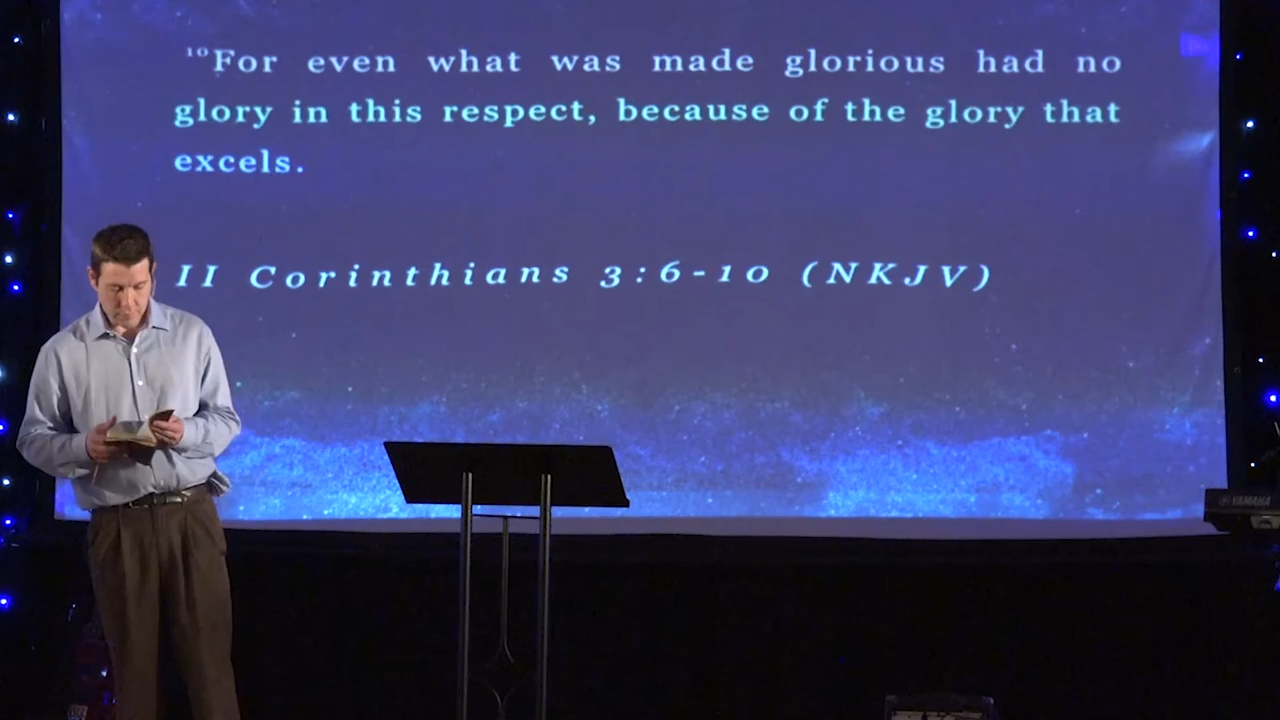 ¹⁰For even what was made glorious had no
glory in this respect, because of the glory that
excels.
II Corinthians 3:6-10 (NKJV)
YAMAHA